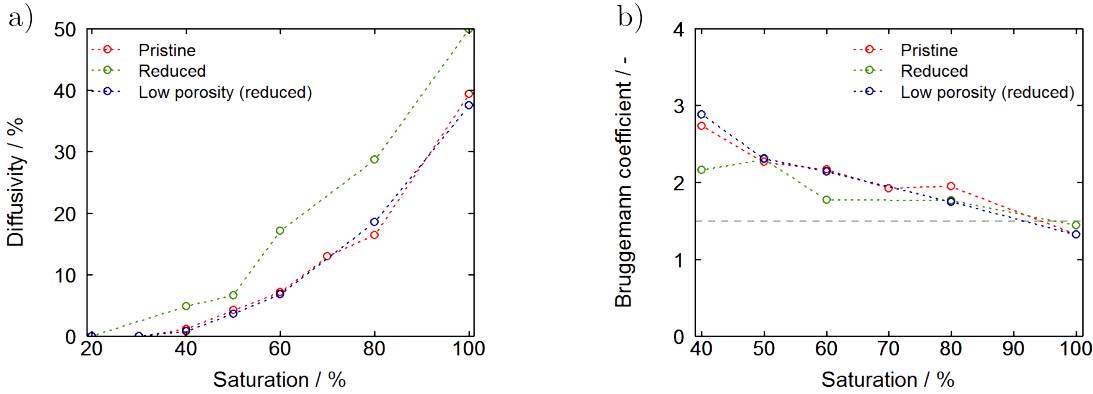 a)
50
40
30
20
10
0
Diffusivity / %
Pristine
Reduced
Low porosity (reduced)
20
40
60
80
100
Saturation / %
b)
4
3
2
1
0
Bruggemann coefficient / -
Pristine
Reduced
Low porosity (reduced)
40
50
60
70
80
90
100
Saturation / %